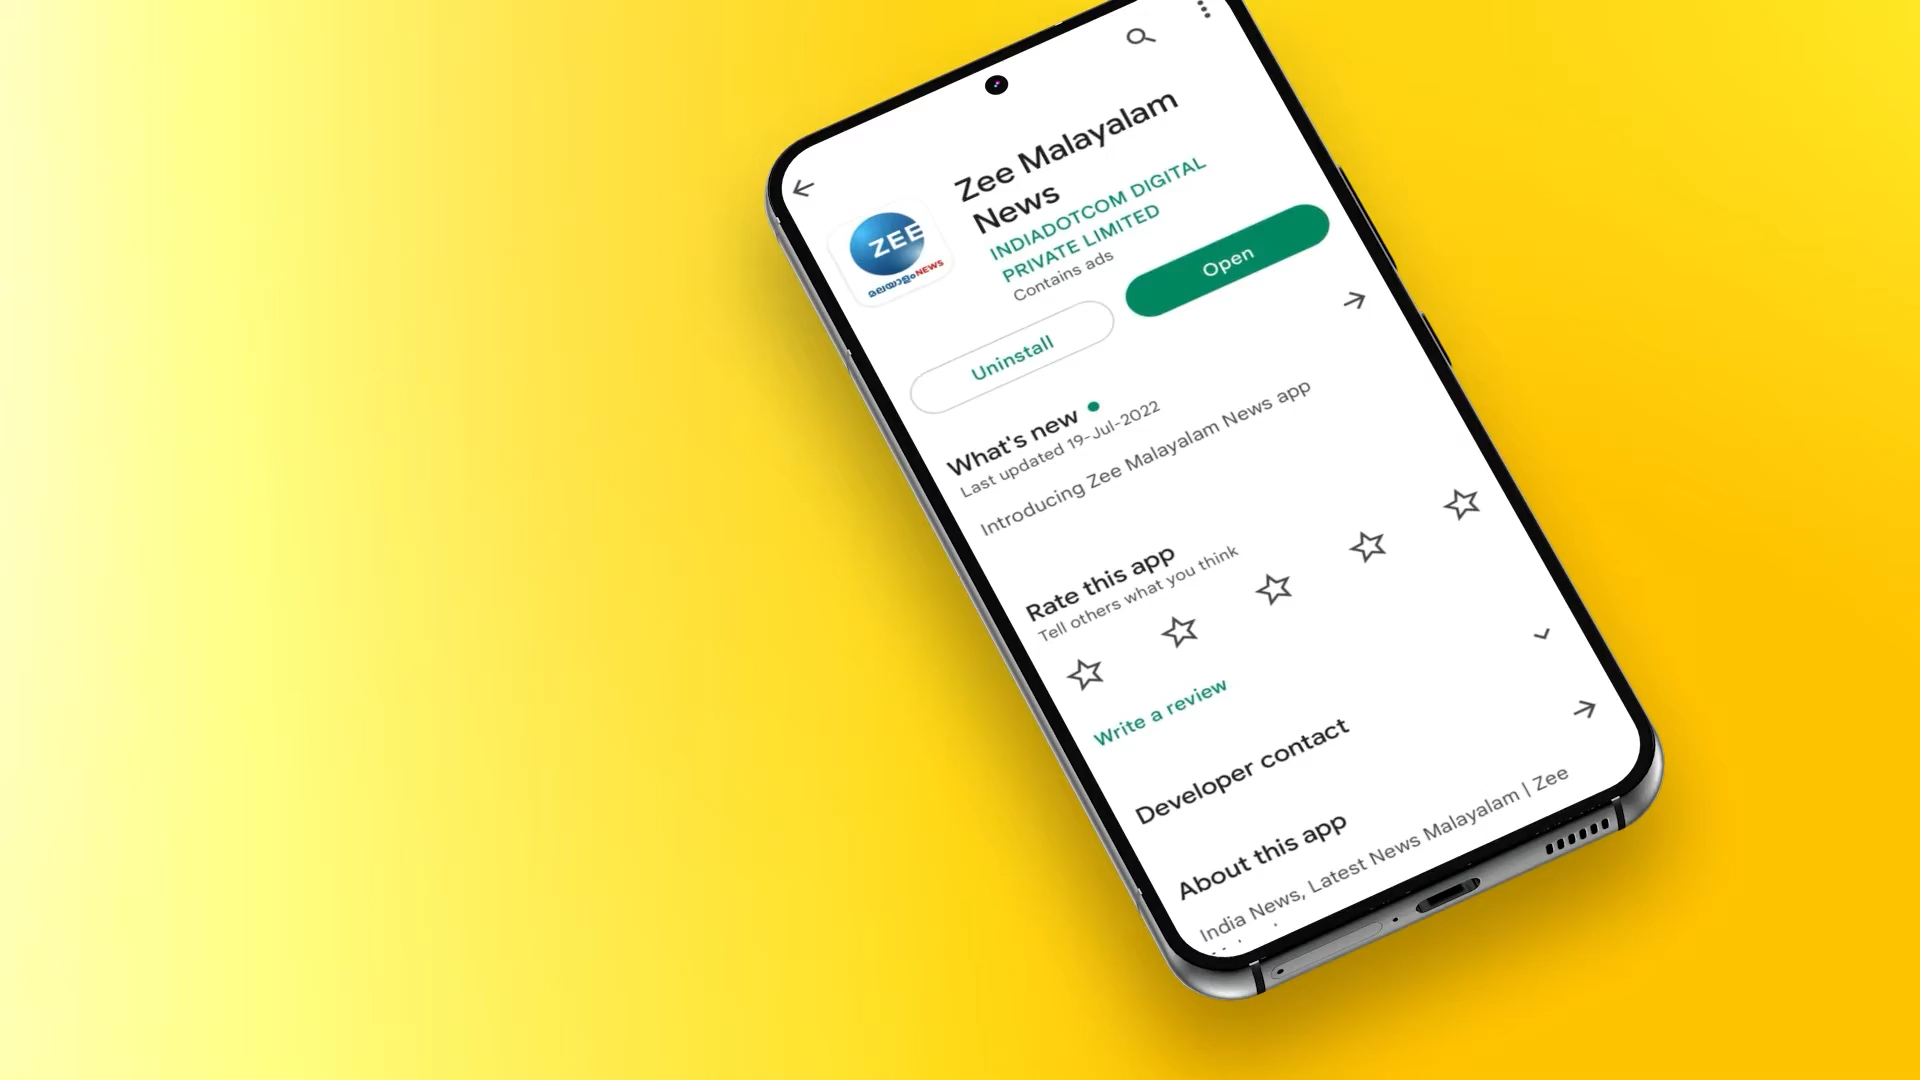 Zee Malayalam
News
INDIADOTCOM DIGITAL
PRIVATE LIMITED
Contains ads
ZEE
മലയാളം NEWS
Uninstall
Open
What's new
Last updated 19-Jul-2022
Introducing Zee Malayalam News app
Rate this app
Tell others what you think
Write a review
Developer contact
About this app
India News, Latest News Malayalam | Zee